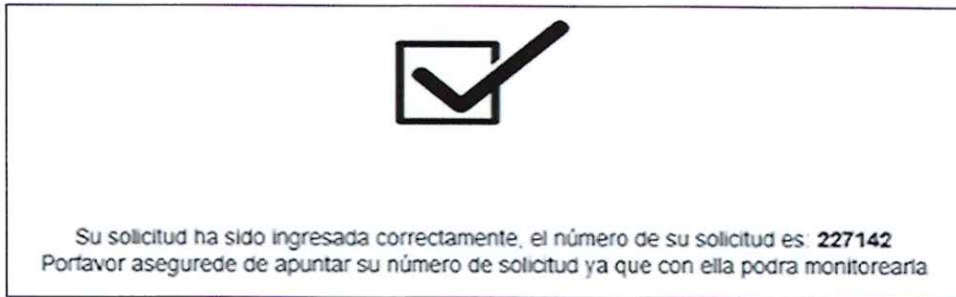 Su solicitud ha sido ingresada correctamente, el número de su solicitud es: 227142
Porfavor asegurede de apuntar su número de solicitud ya que con ella podra monitorearla